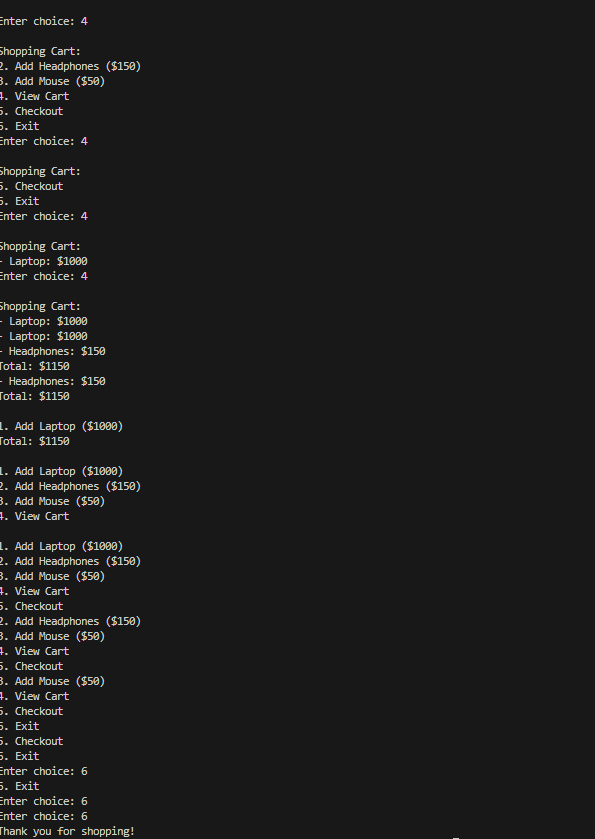 Enter choice: 4
Shopping Cart:
2. Add Headphones ($150)
3. Add Mouse ($50)
4. View Cart
5. Checkout
6. Exit
Enter choice: 4
Shopping Cart:
5. Checkout
6. Exit
Enter choice: 4
Shopping Cart:
- Laptop: $1000
Enter choice: 4
Shopping Cart:
- Laptop: $1000
- Laptop: $1000
- Headphones: $150
Total: $1150
- Headphones: $150
Total: $1150
1. Add Laptop ($1000)
Total: $1150
1. Add Laptop ($1000)
2. Add Headphones ($150)
3. Add Mouse ($50)
4. View Cart
1. Add Laptop ($1000)
2. Add Headphones ($150)
3. Add Mouse ($50)
4. View Cart
5. Checkout
2. Add Headphones ($150)
3. Add Mouse ($50)
4. View Cart
5. Checkout
3. Add Mouse ($50)
4. View Cart
5. Checkout
6. Exit
5. Checkout
6. Exit
Enter choice: 6
6. Exit
Enter choice: 6
Enter choice: 6
Thank you for shopping!